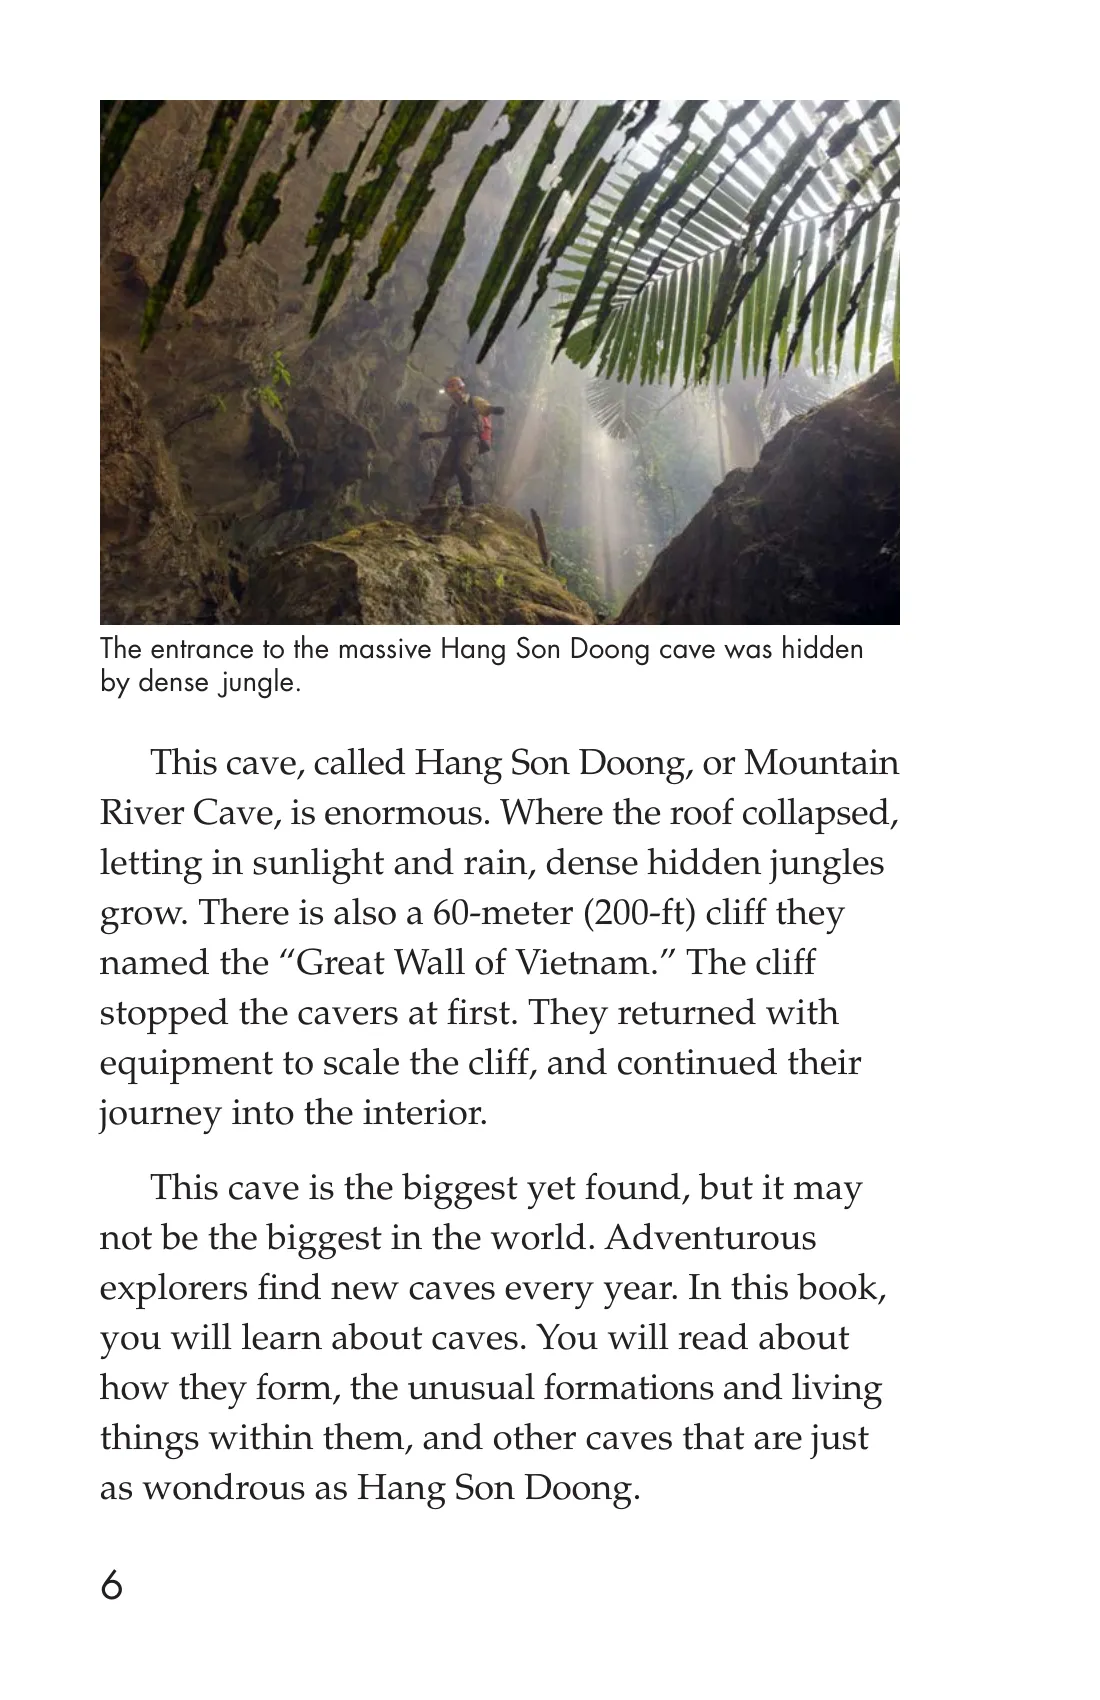 The entrance to the massive Hang Son Doong cave was hidden
by dense jungle.
This cave, called Hang Son Doong, or Mountain
River Cave, is enormous. Where the roof collapsed,
letting in sunlight and rain, dense hidden jungles
grow. There is also a 60-meter (200-ft) cliff they
named the “Great Wall of Vietnam.” The cliff
stopped the cavers at first. They returned with
equipment to scale the cliff, and continued their
journey into the interior.
This cave is the biggest yet found, but it may
not be the biggest in the world. Adventurous
explorers find new caves every year. In this book,
you will learn about caves. You will read about
how they form, the unusual formations and living
things within them, and other caves that are just
as wondrous as Hang Son Doong.
6